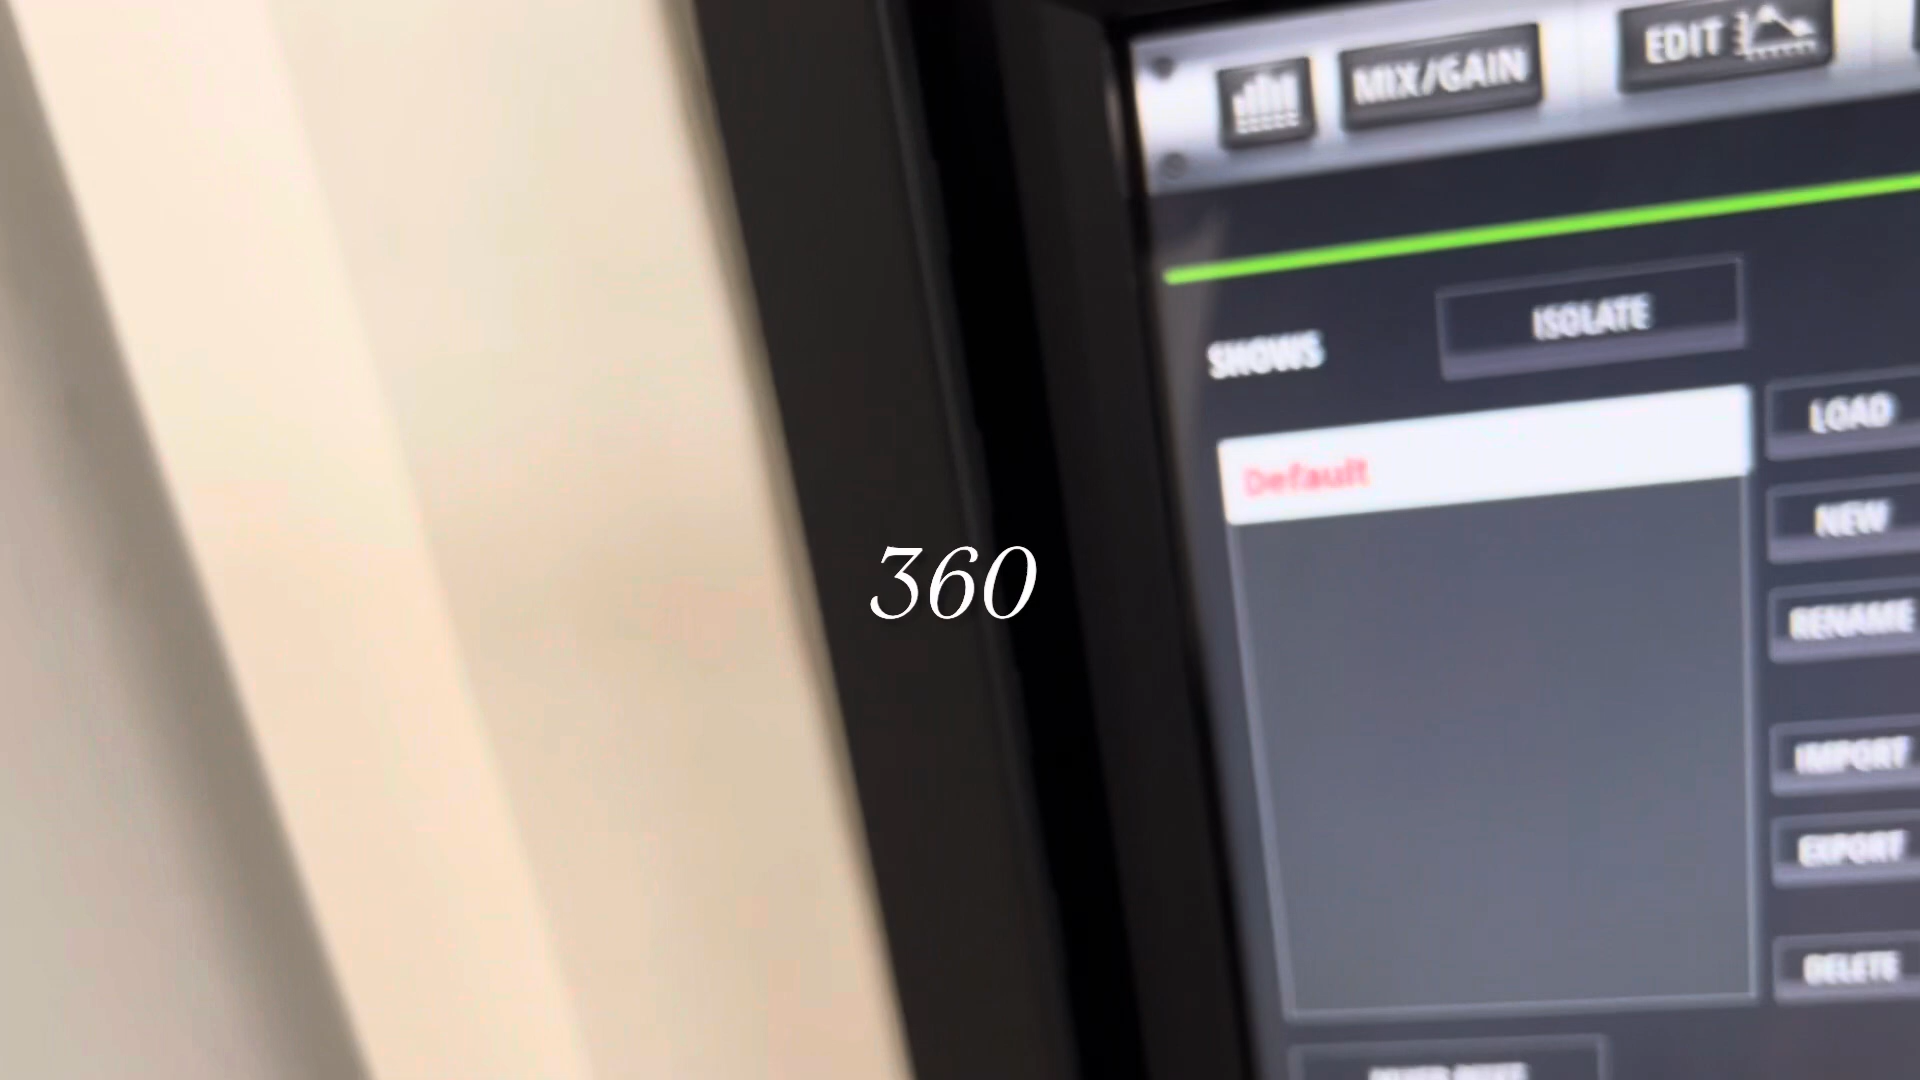 MIX/GAIN
EDIT
SHOWS
ISOLATE
Default
LOAD
NEW
RENAME
IMPORT
EXPORT
DELETE
360